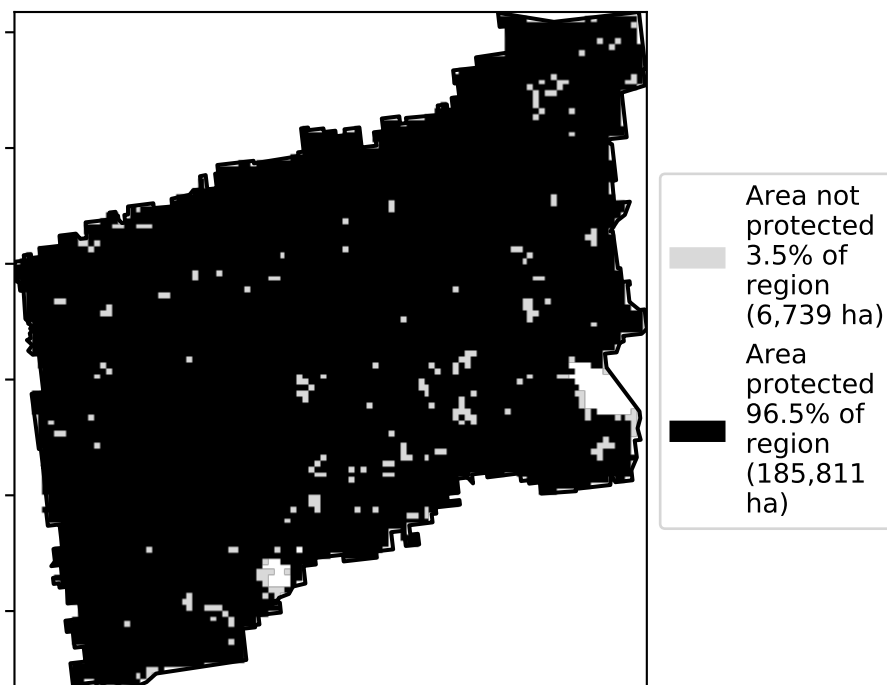 Area not
protected
3.5% of
region
(6,739 ha)
Area
protected
96.5% of
region
(185,811
ha)